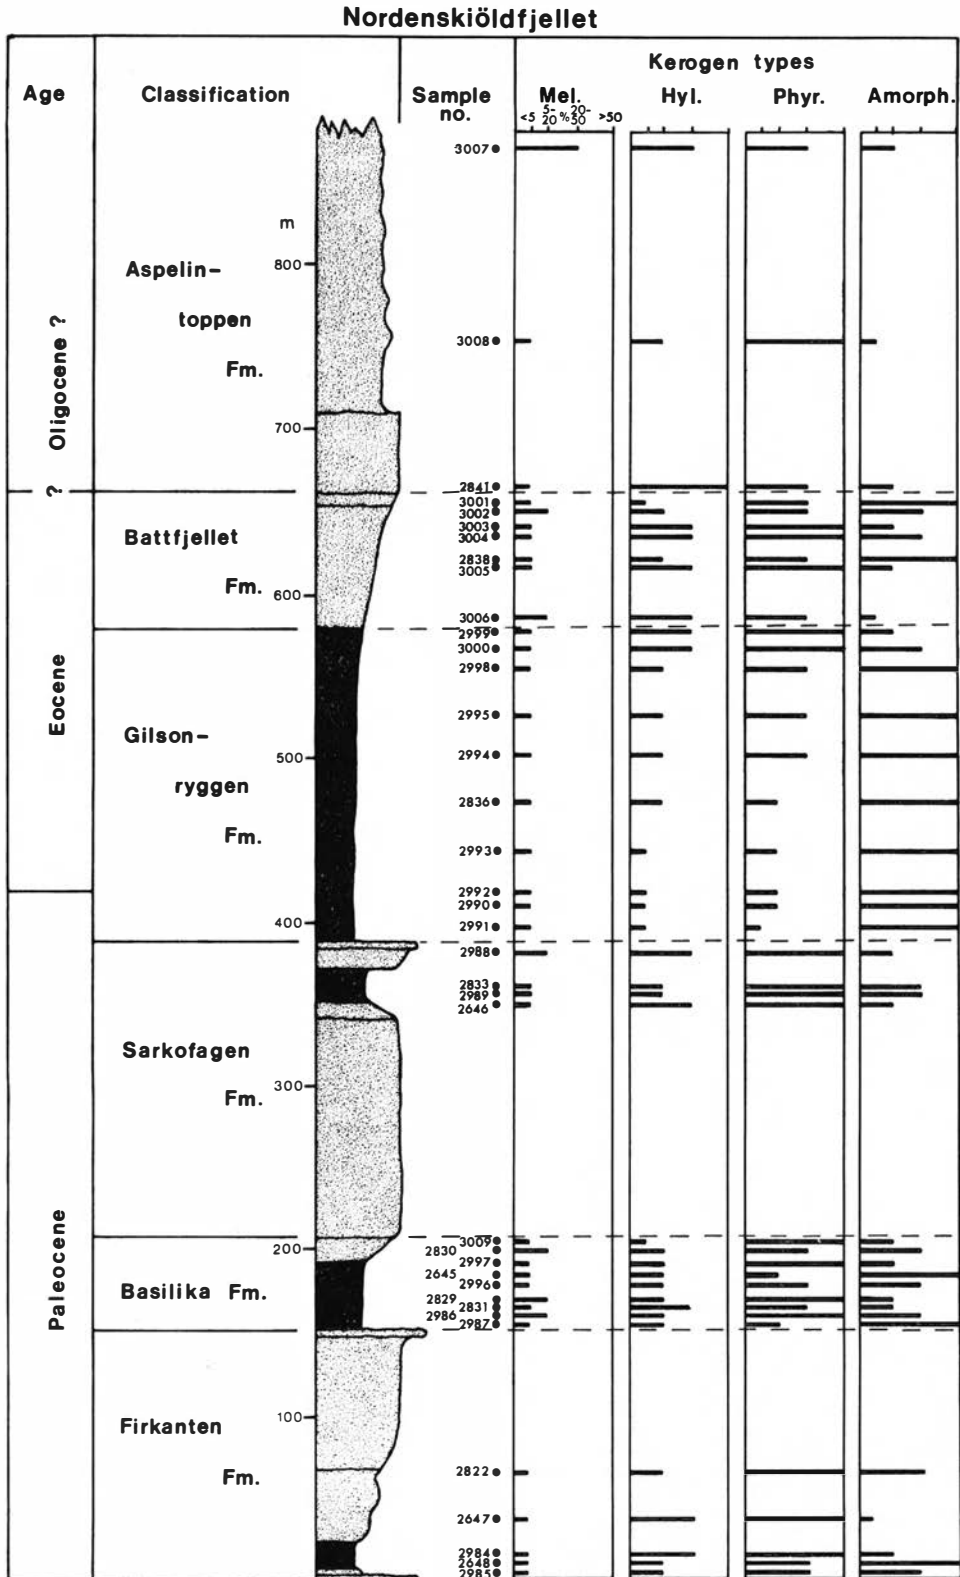 Nordenskiöldfjellet
Kerogen types
Age Classification Sample no. Mel. Hyl. Phyr. Amorph.
<5 5-20 % 20-50 >50
3007
m
800
Aspelin-
toppen
Fm.
Oligocene ?
3008
700
?
2841
3001
3002
Battfjellet
3003
3004
2838
3005
Fm.
600
3006
2999
3000
2998
Eocene
2995
Gilson-
500
2994
ryggen
2836
Fm.
2993
2992
2990
400
2991
2988
2833
2989
2646
Sarkofagen
300
Fm.
Paleocene
3009
200
2830
2997
2645
2996
Basilika Fm.
2829
2831
2986
2987
100
Firkanten
2822
Fm.
2647
2984
2648
2985